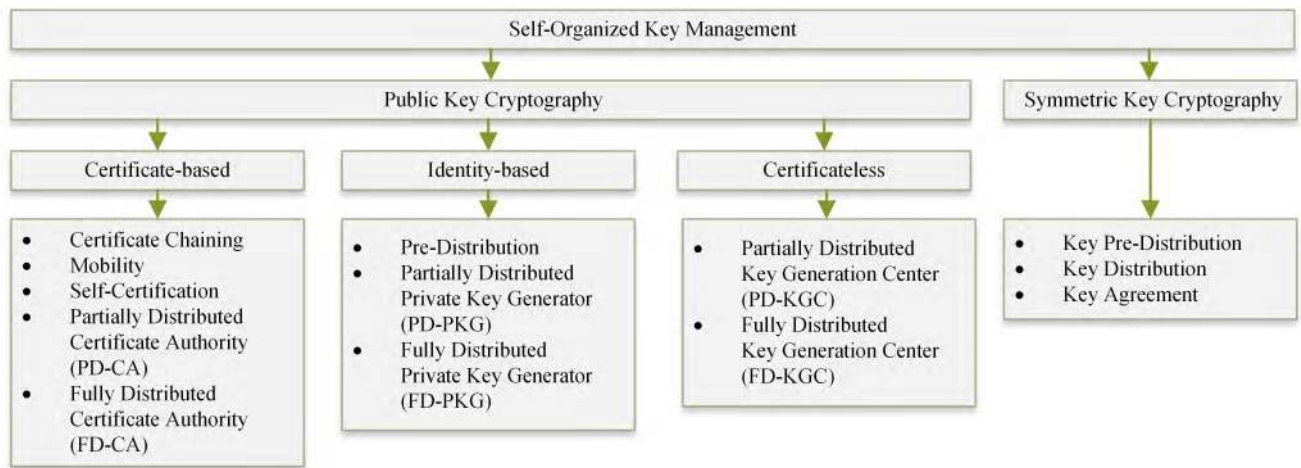 Self-Organized Key Management
Public Key Cryptography
Symmetric Key Cryptography
Certificate-based
Identity-based
Certificateless
• Certificate Chaining
• Mobility
• Self-Certification
• Partially Distributed
Certificate Authority
(PD-CA)
• Fully Distributed
Certificate Authority
(FD-CA)
• Pre-Distribution
• Partially Distributed
Private Key Generator
(PD-PKG)
• Fully Distributed
Private Key Generator
(FD-PKG)
• Partially Distributed
Key Generation Center
(PD-KGC)
• Fully Distributed
Key Generation Center
(FD-KGC)
• Key Pre-Distribution
• Key Distribution
• Key Agreement